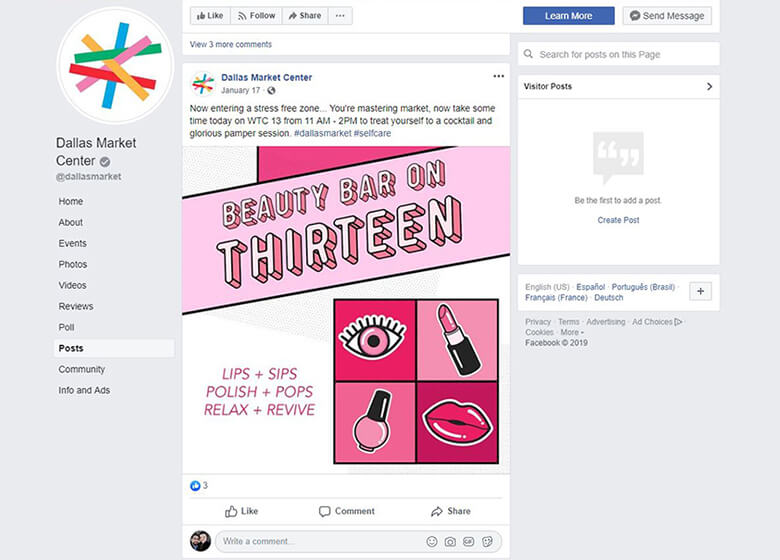 Like Follow Share ...
Learn More Send Message
View 3 more comments
Search for posts on this Page
Dallas Market Center
January 17 ·
Now entering a stress free zone... You're mastering market, now take some
time today on WTC 13 from 11 AM - 2PM to treat yourself to a cocktail and
glorious pamper session. #dallasmarket #selfcare
BEAUTY BAR ON
THIRTEEN
LIPS + SIPS
POLISH + POPS
RELAX + REVIVE
3
Like Comment Share
Write a comment...
Dallas Market
Center
@dallasmarket
Home
About
Events
Photos
Videos
Reviews
Poll
Posts
Community
Info and Ads
Visitor Posts
Be the first to add a post.
Create Post
English (US) · Español · Português (Brasil) ·
Français (France) · Deutsch
Privacy · Terms · Advertising · Ad Choices
Cookies · More
Facebook © 2019